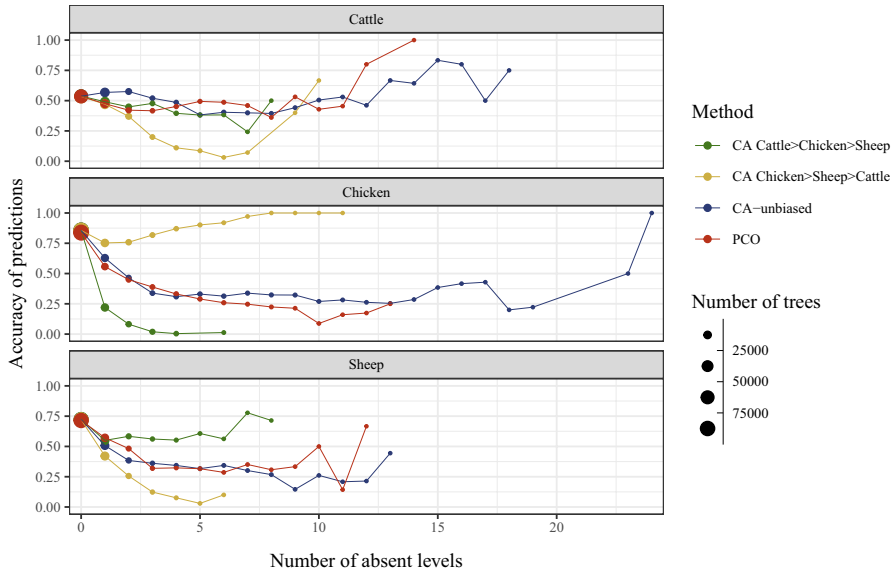 Cattle
1.00
0.75
0.50
0.25
0.00
Chicken
1.00
0.75
0.50
0.25
0.00
Sheep
1.00
0.75
0.50
0.25
0.00
0 5 10 15 20
Number of absent levels
Accuracy of predictions
Method
CA Cattle>Chicken>Sheep
CA Chicken>Sheep>Cattle
CA−unbiased
PCO
Number of trees
25000
50000
75000